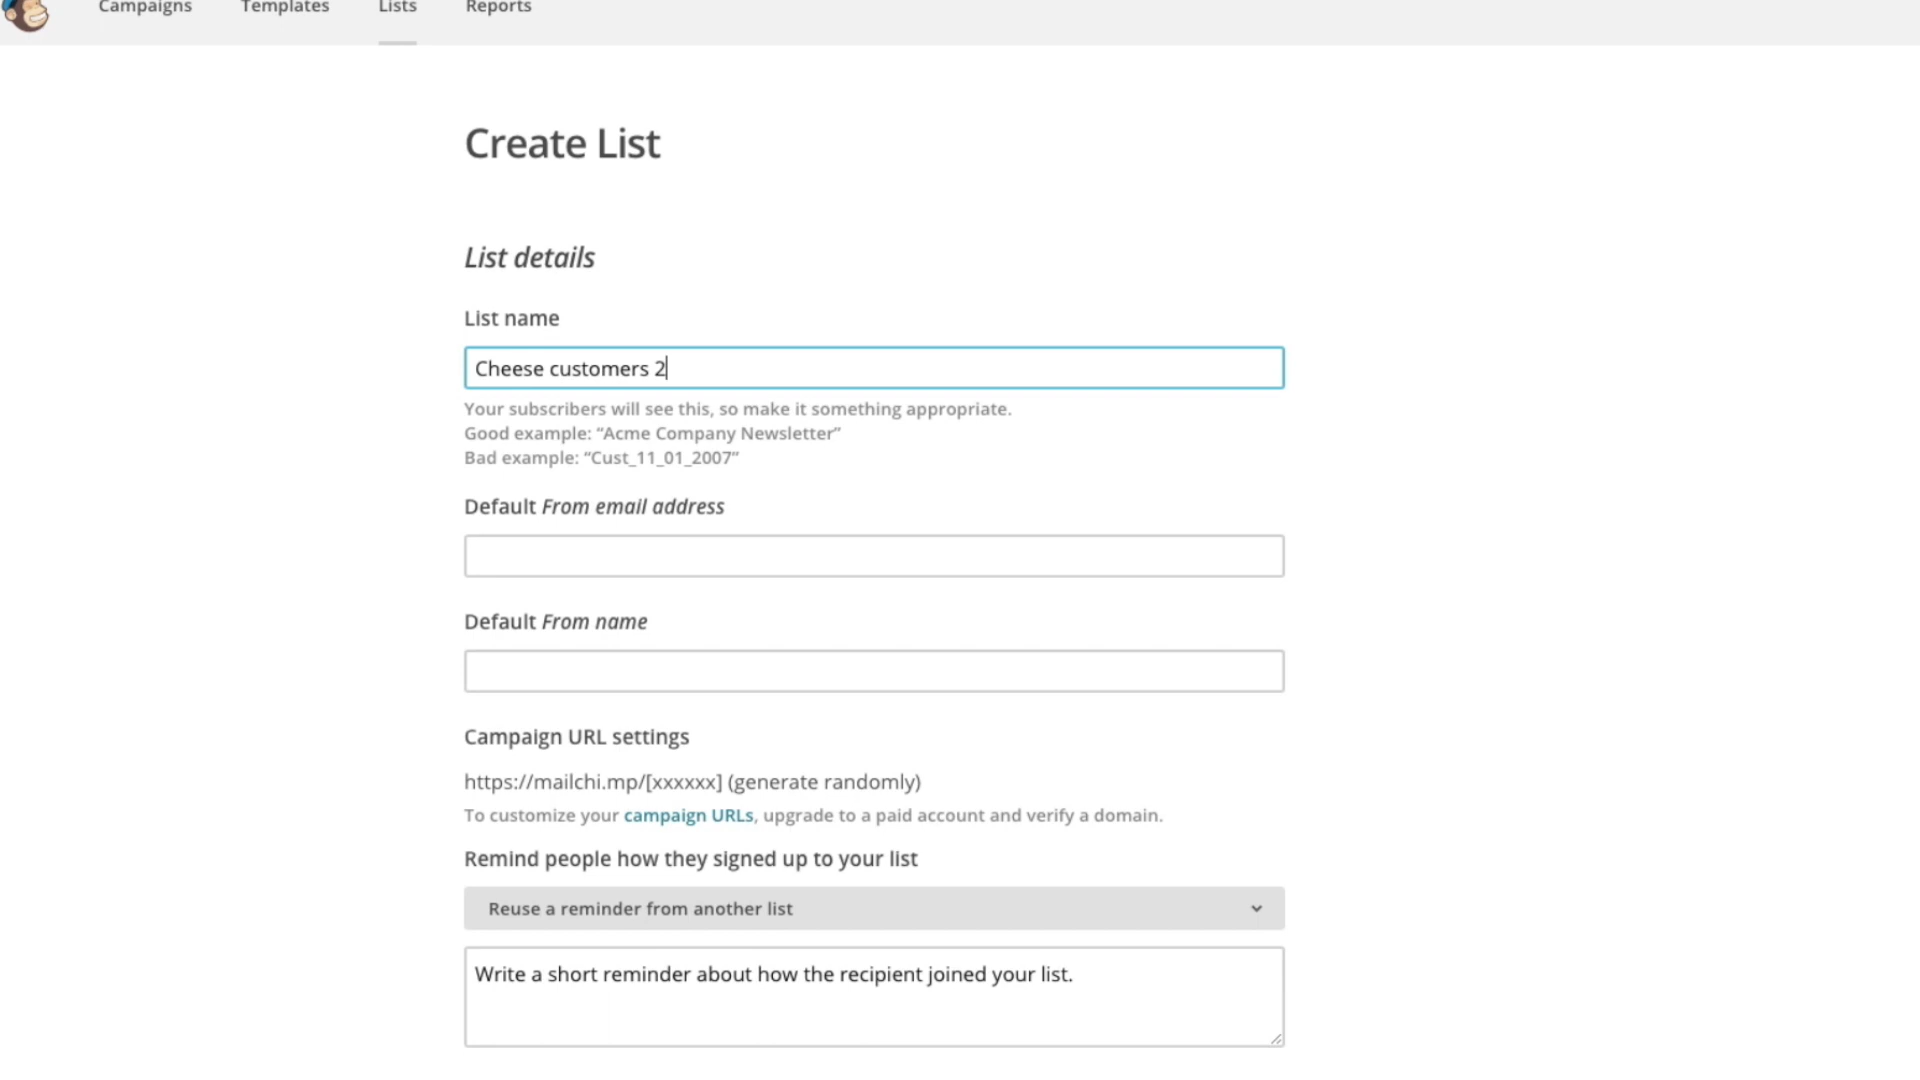 Campaigns Templates Lists Reports
Create List
List details
List name
Cheese customers 2
Your subscribers will see this, so make it something appropriate.
Good example: “Acme Company Newsletter”
Bad example: “Cust_11_01_2007”
Default From email address
Default From name
Campaign URL settings
https://mailchi.mp/[xxxxxx] (generate randomly)
To customize your campaign URLs, upgrade to a paid account and verify a domain.
Remind people how they signed up to your list
Reuse a reminder from another list
Write a short reminder about how the recipient joined your list.